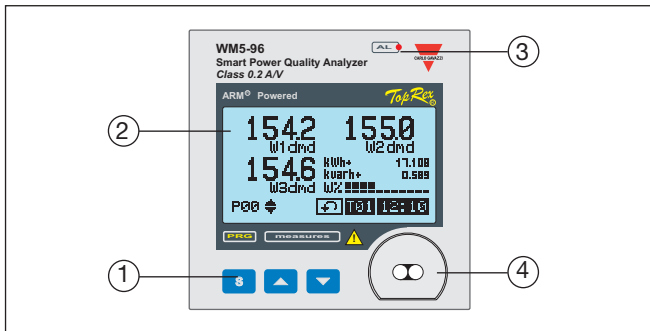 WM5-96
Smart Power Quality Analyzer
Class 0.2 A/V
AL
CARLO GAVAZZI
ARM® Powered
TopRex®
154.2 155.0
W1dmd W2dmd
154.6 kWh+ 17.108
kvarh+ 0.589
W3dmd W%
P00 T01 12:10
PRG measures
S
1
2
3
4